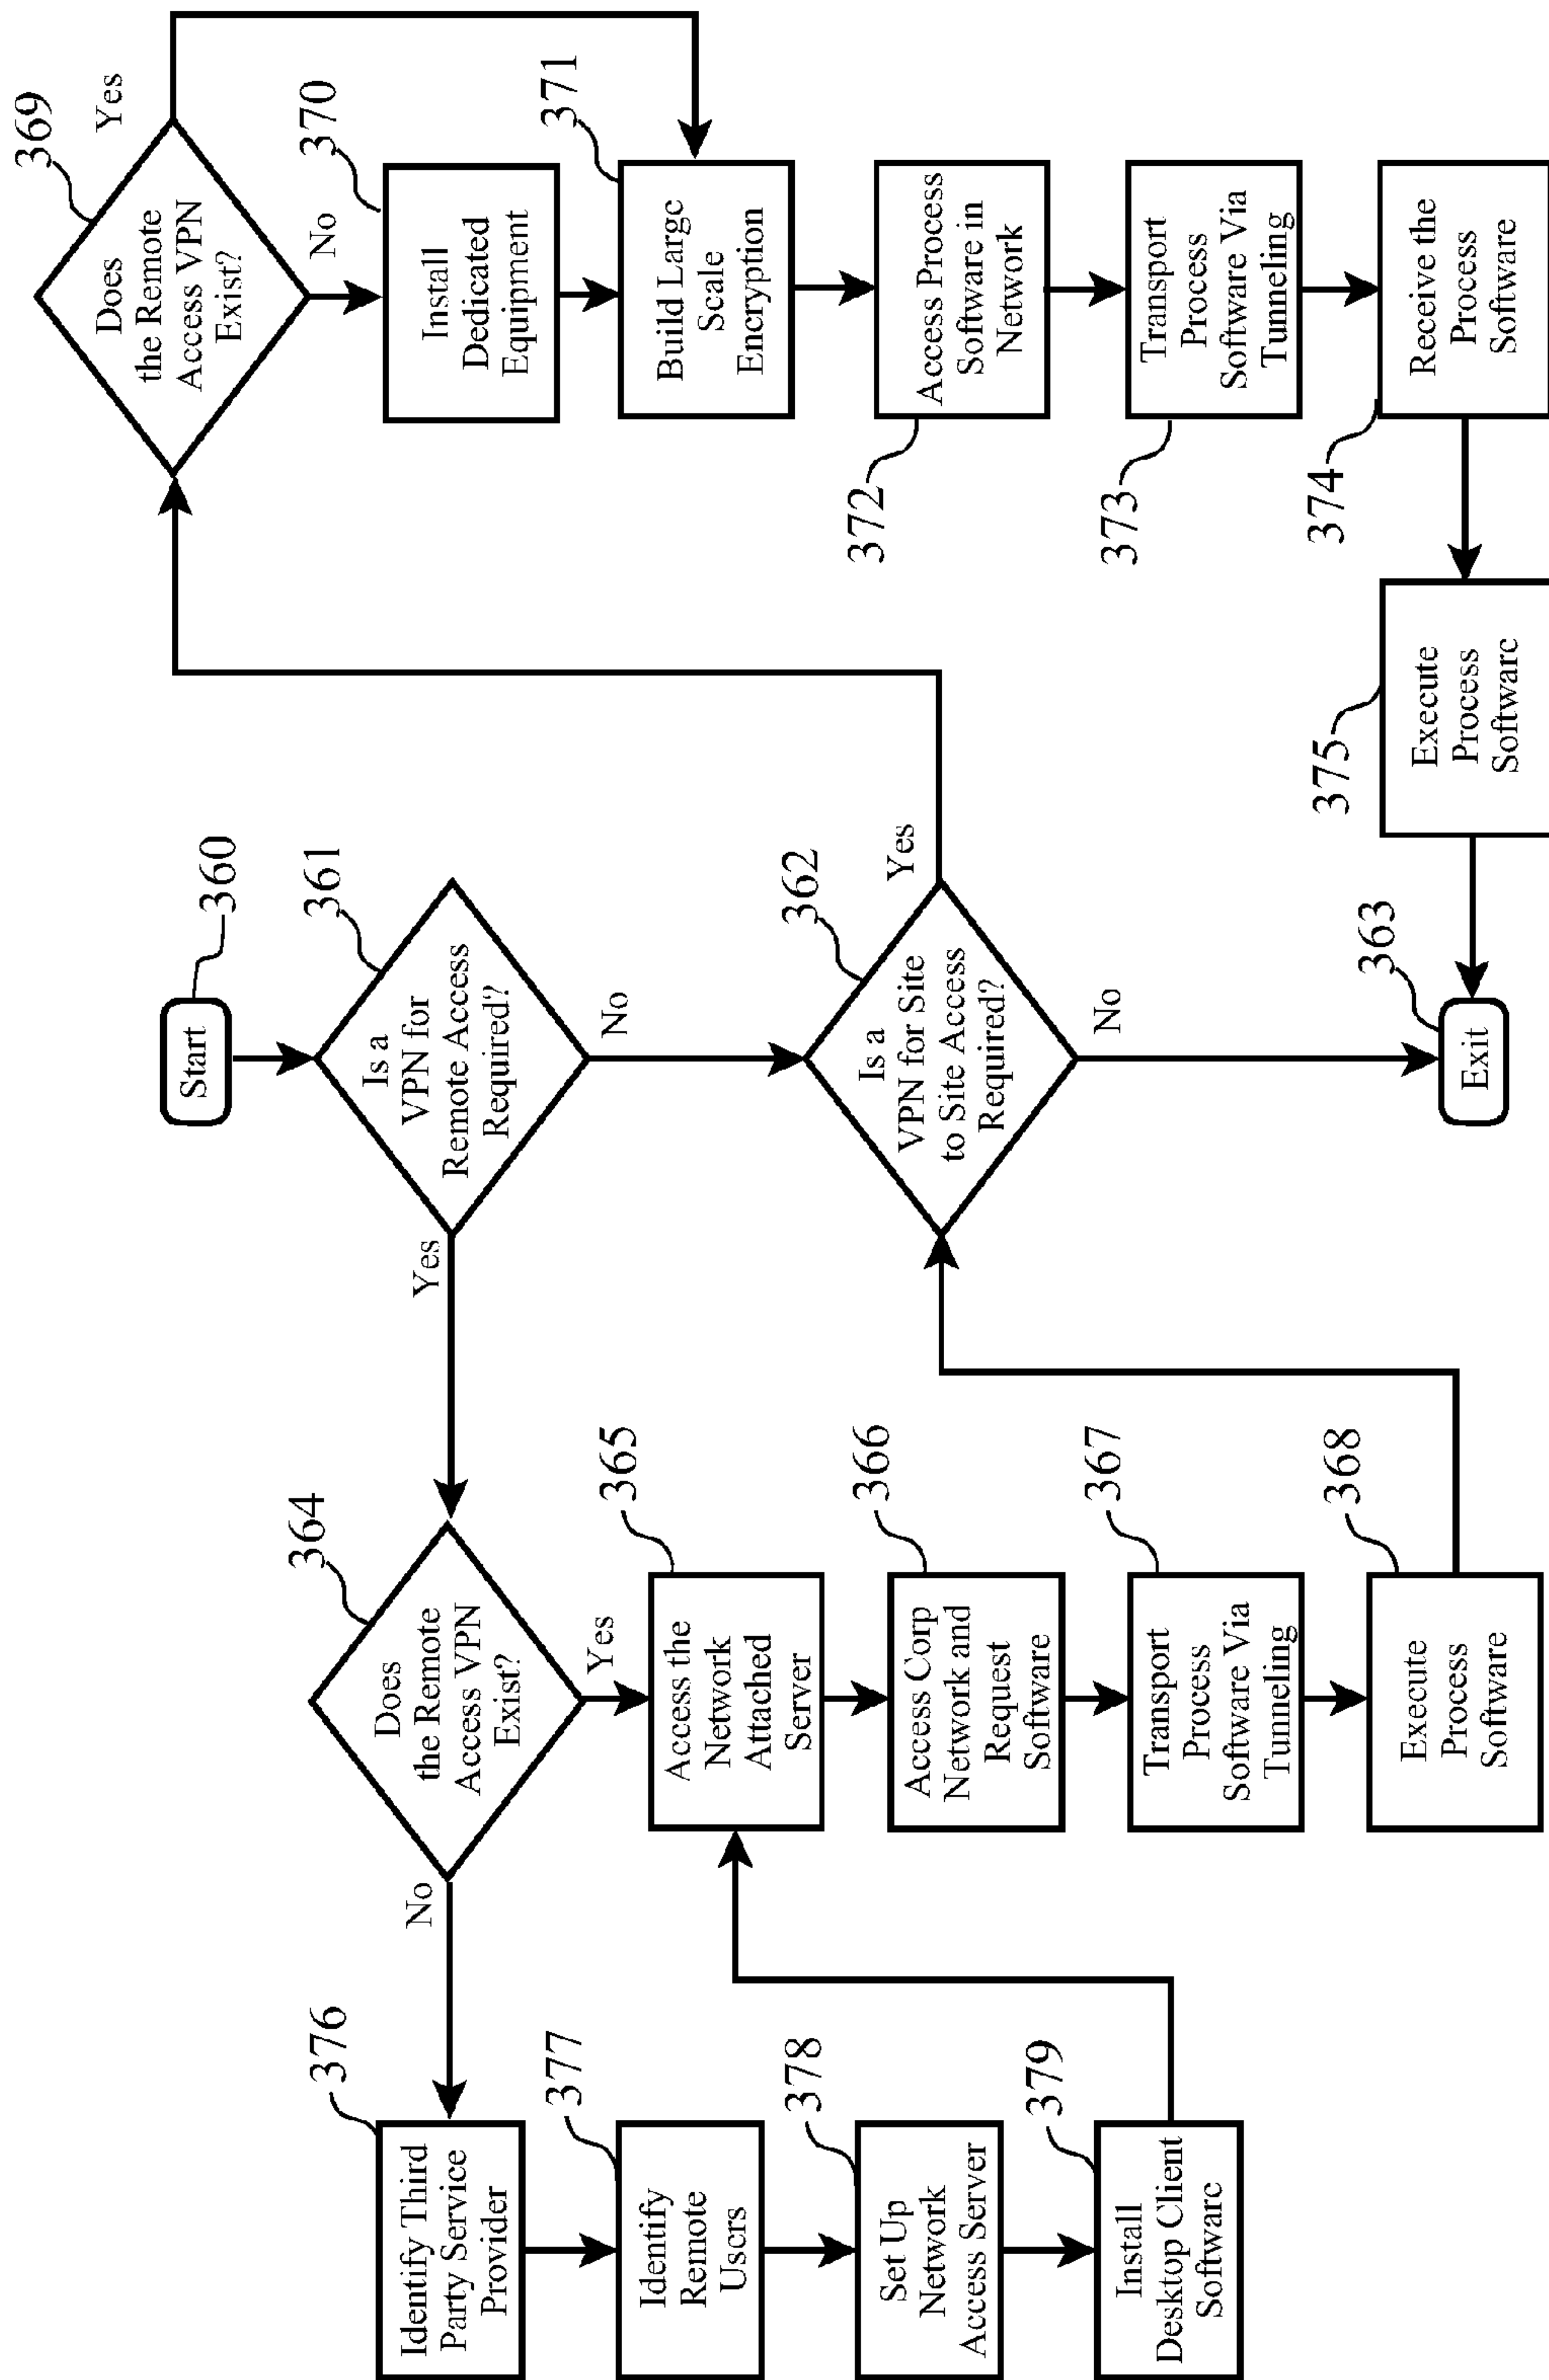 360
Start
361
Is a
VPN for
Remote Access
Required?
Yes
No
362
Is a
VPN for Site
to Site Access
Required?
Yes
No
363
Exit
364
Does
the Remote
Access VPN
Exist?
No
Yes
365
Access the
Network
Attached
Server
366
Access Corp
Network and
Request
Software
367
Transport
Process
Software Via
Tunneling
368
Execute
Process
Software
369
Does
the Remote
Access VPN
Exist?
Yes
No
370
Install
Dedicated
Equipment
371
Build Large
Scale
Encryption
372
Access Process
Software in
Network
373
Transport
Process
Software Via
Tunneling
374
Receive the
Process
Software
375
Execute
Process
Software
376
Identify Third
Party Service
Provider
377
Identify
Remote
Users
378
Set Up
Network
Access Server
379
Install
Desktop Client
Software